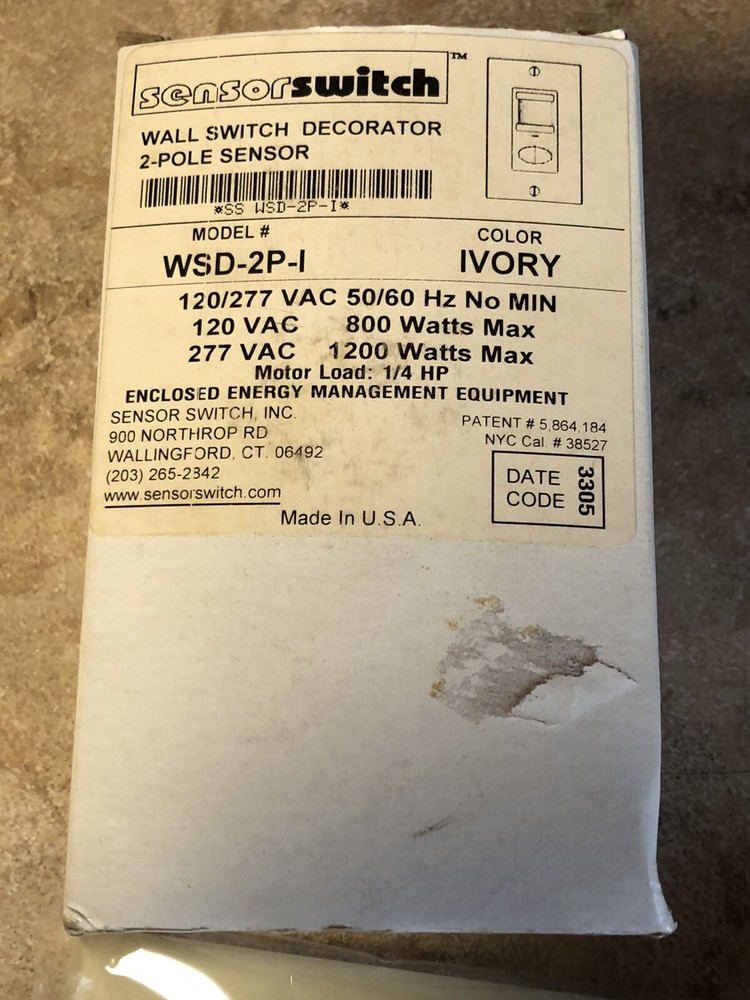 sensorswitch™
WALL SWITCH DECORATOR
2-POLE SENSOR
*SS WSD-2P-I*
MODEL #
WSD-2P-I
COLOR
IVORY
120/277 VAC 50/60 Hz No MIN
120 VAC 800 Watts Max
277 VAC 1200 Watts Max
Motor Load: 1/4 HP
ENCLOSED ENERGY MANAGEMENT EQUIPMENT
SENSOR SWITCH, INC.
900 NORTHROP RD
WALLINGFORD, CT. 06492
(203) 265-2842
www.sensorswitch.com
PATENT # 5,864,184
NYC Cal. # 38527
DATE
CODE
3305
Made In U.S.A.